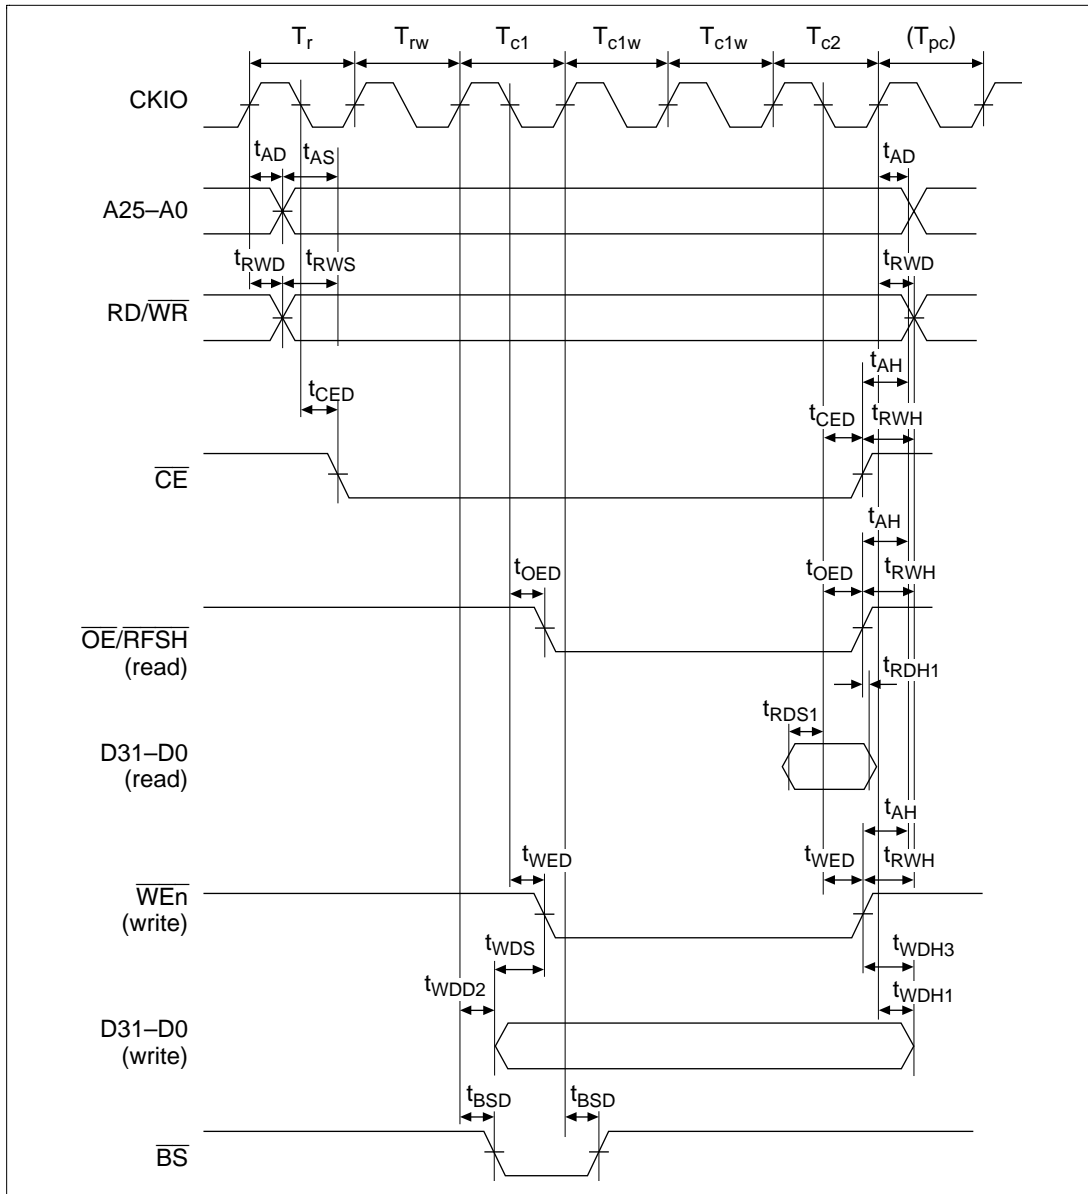 Tr Trw Tc1 Tc1w Tc1w Tc2 (Tpc)
CKIO
tAD tAS tAD
A25–A0
tRWD tRWS tRWD
RD/WR
tAH
tCED tCED tRWH
CE
tAH
tOED tOED tRWH
OE/RFSH
(read)
tRDH1
tRDS1
D31–D0
(read)
tAH
tWED tWED tRWH
WEn
(write)
tWDS tWDH3
tWDD2 tWDH1
D31–D0
(write)
tBSD tBSD
BS